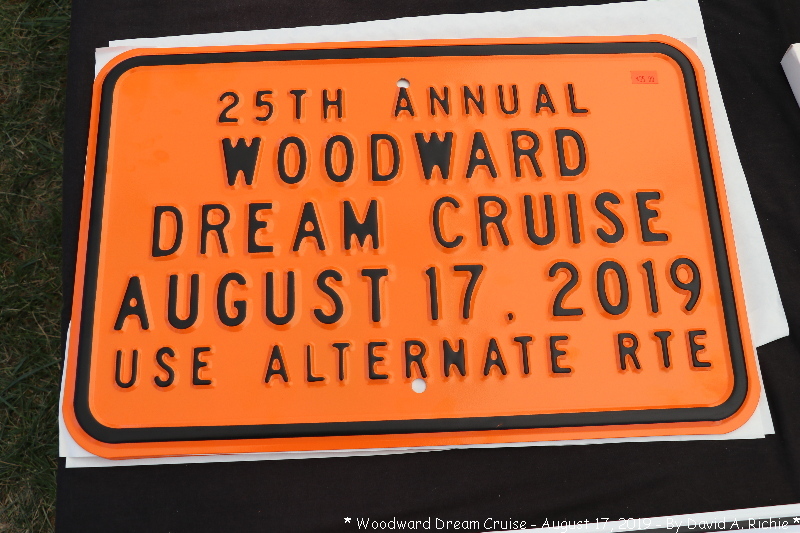 25TH ANNUAL
WOODWARD
DREAM CRUISE
AUGUST 17, 2019
USE ALTERNATE RTE
* Woodward Dream Cruise - August 17, 2019 - By David A. Richie *